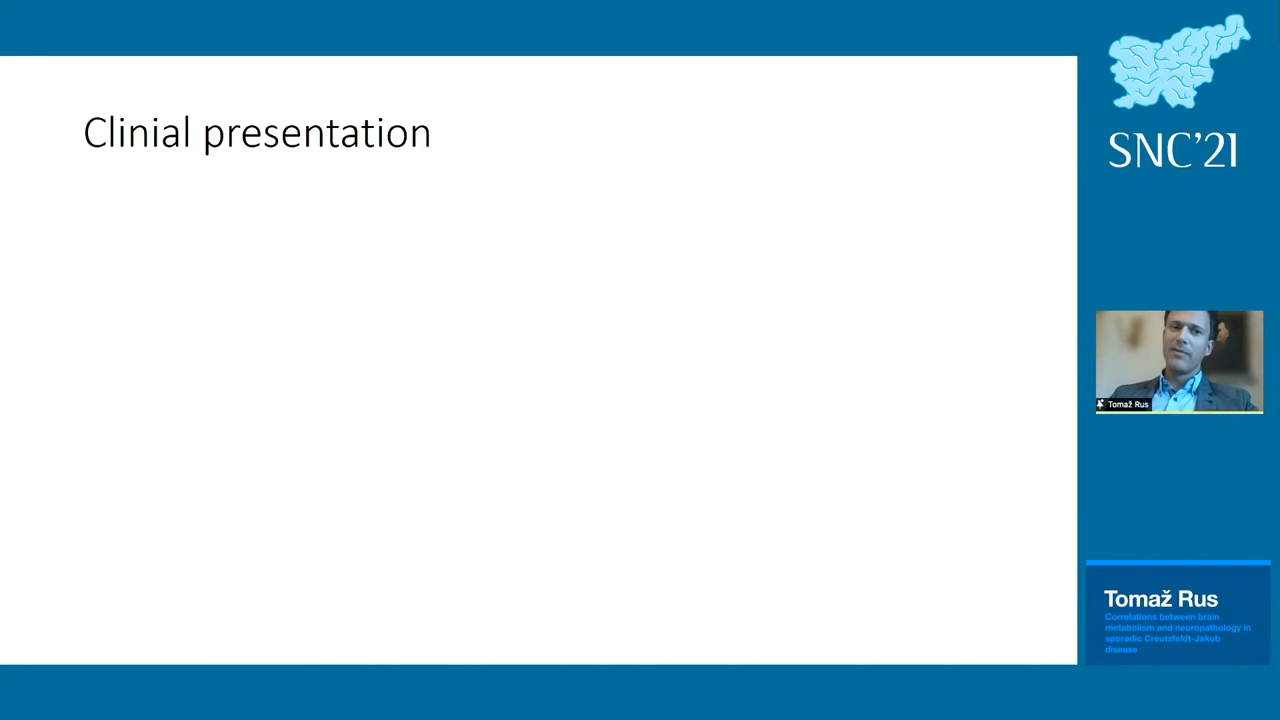 Clinial presentation
SNC'21
Tomaž Rus
Tomaž Rus
Correlations between brain
metabolism and neuropathology in
sporadic Creutzfeldt-Jakob
disease